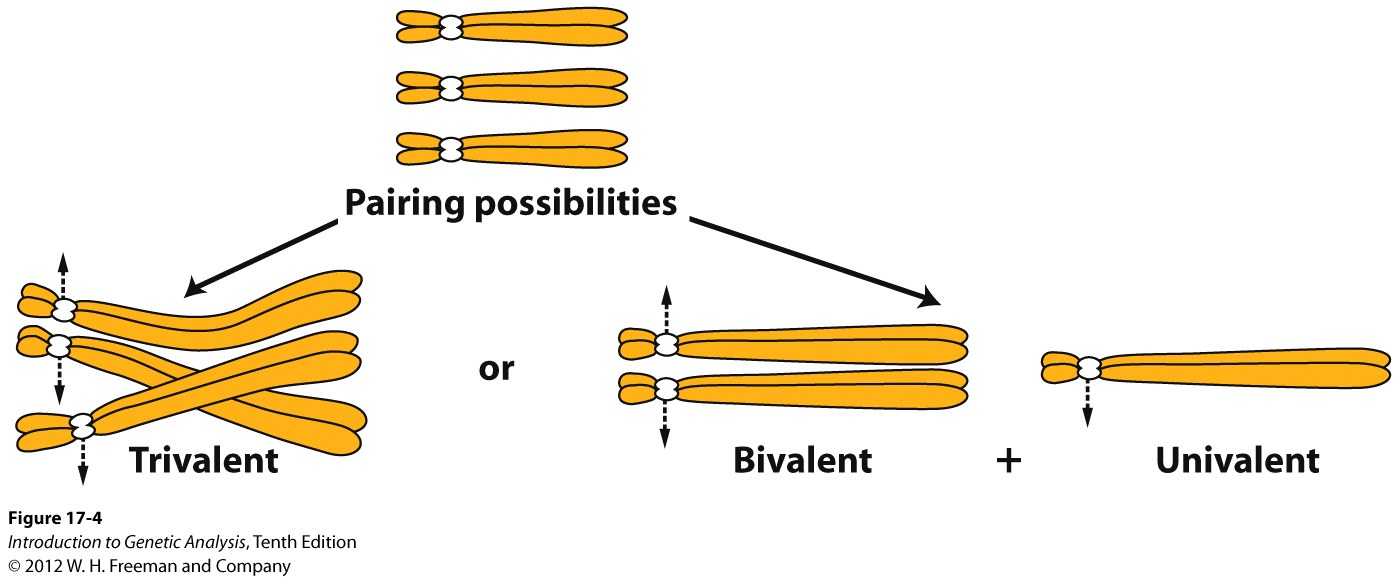 Pairing possibilities
or
Trivalent
Bivalent + Univalent
Figure 17-4
Introduction to Genetic Analysis, Tenth Edition
© 2012 W. H. Freeman and Company